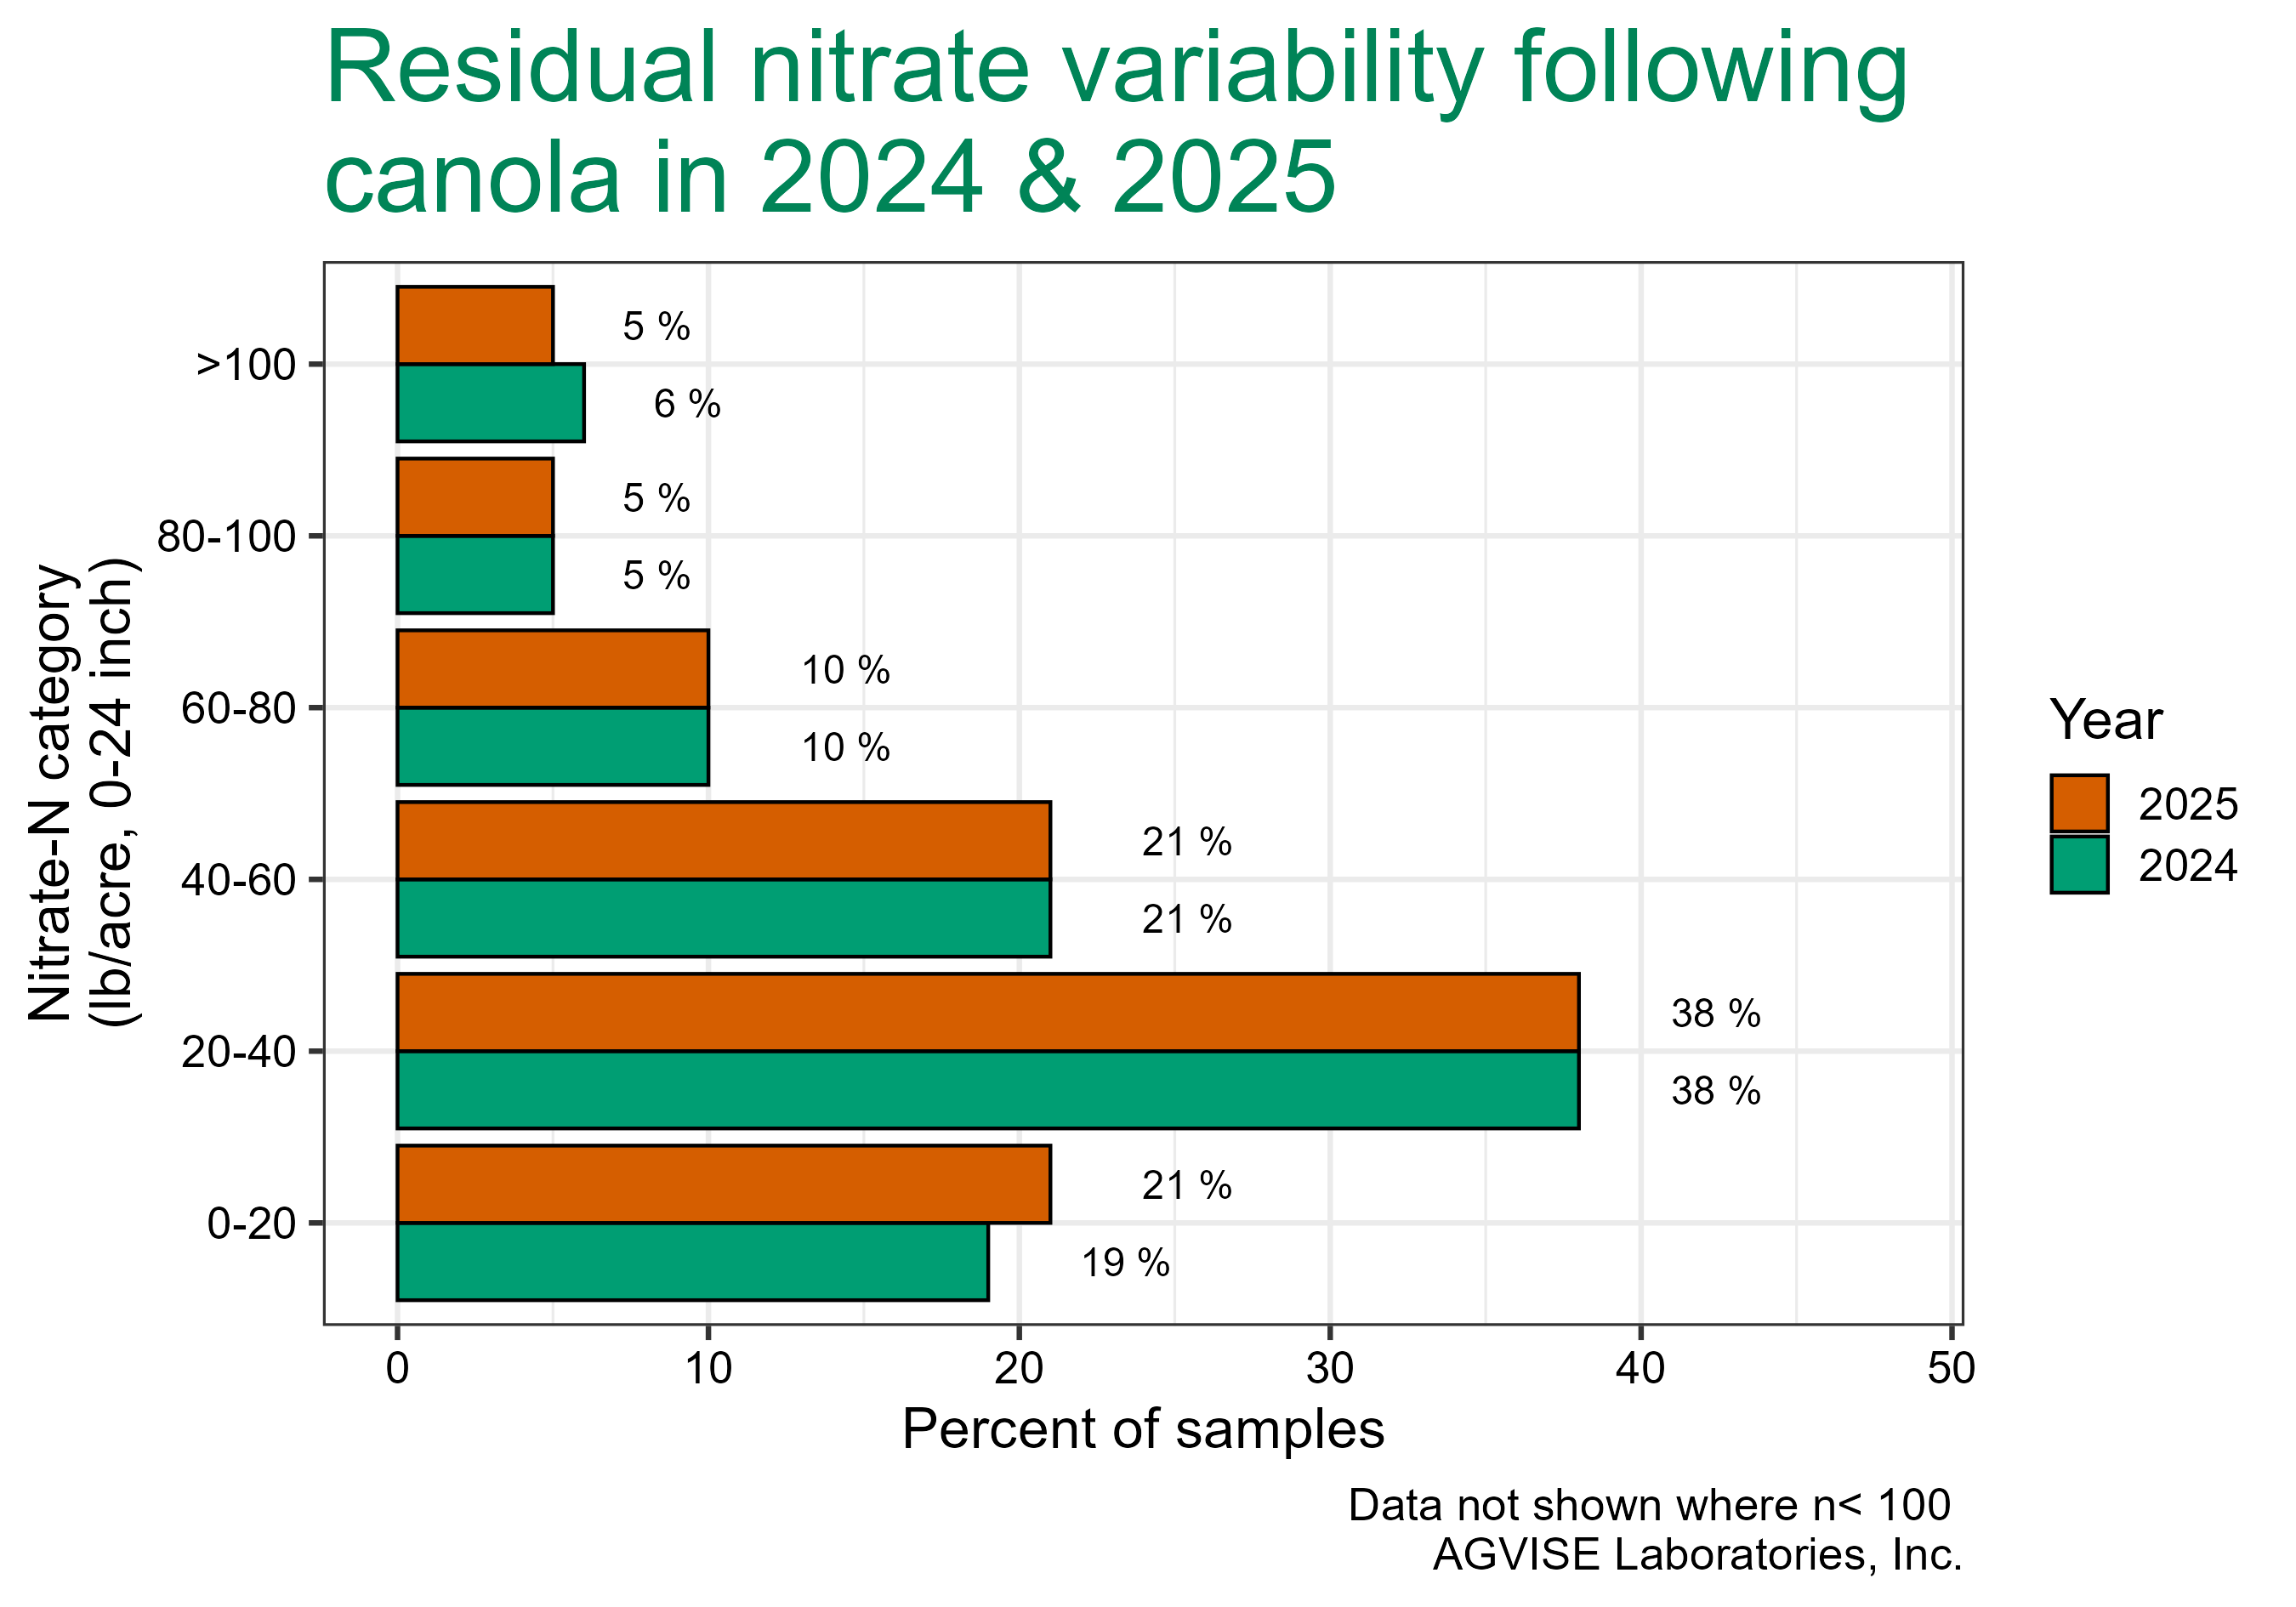 Residual nitrate variability following
canola in 2024 & 2025
Nitrate-N category
(lb/acre, 0-24 inch)
>100
5 %
6 %
80-100
5 %
5 %
60-80
10 %
10 %
40-60
21 %
21 %
20-40
38 %
38 %
0-20
21 %
19 %
0 10 20 30 40 50
Percent of samples
Year
2025
2024
Data not shown where n< 100
AGVISE Laboratories, Inc.